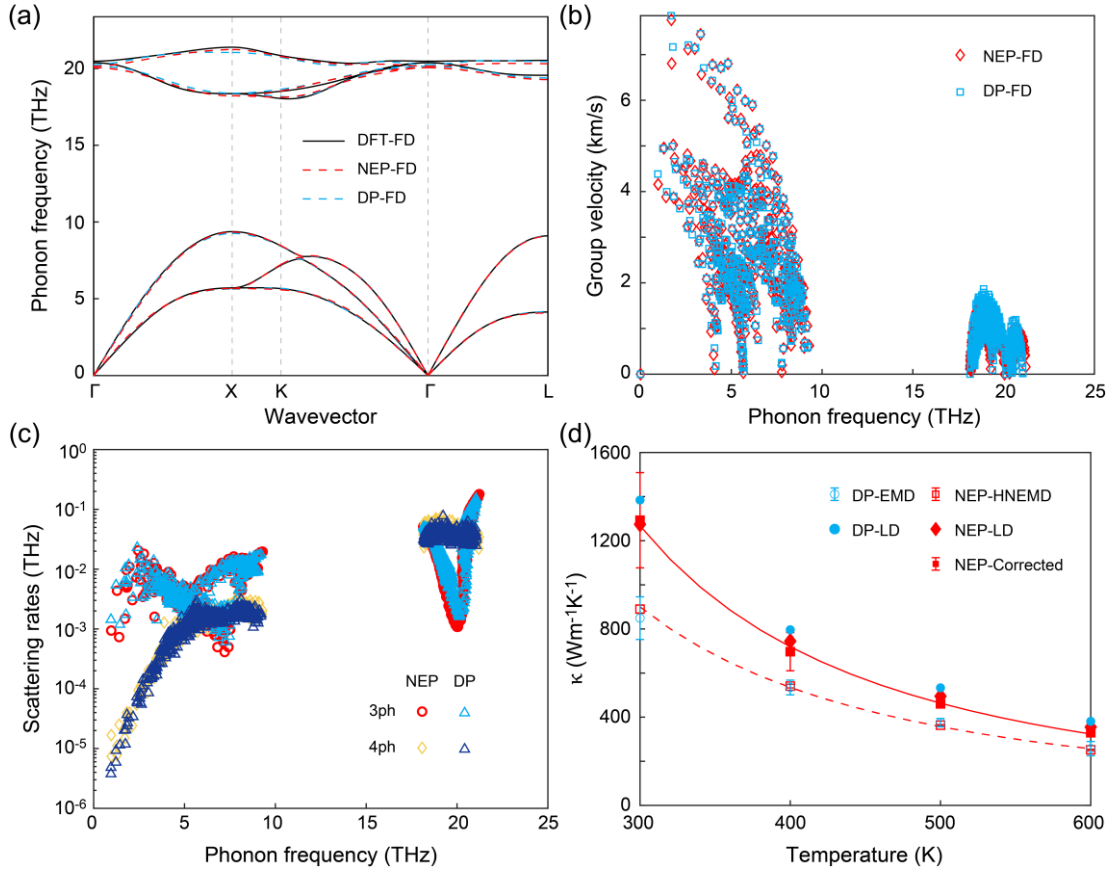 (a)
Phonon frequency (THz)
20
15
10
5
0
DFT-FD
NEP-FD
DP-FD
Γ X K Γ L
Wavevector
(b)
Group velocity (km/s)
6
4
2
0
NEP-FD
DP-FD
0 5 10 15 20 25
Phonon frequency (THz)
(c)
Scattering rates (THz)
10⁰
10⁻¹
10⁻²
10⁻³
10⁻⁴
10⁻⁵
10⁻⁶
NEP DP
3ph
4ph
0 5 10 15 20 25
Phonon frequency (THz)
(d)
κ (Wm⁻¹K⁻¹)
1600
1200
800
400
0
DP-EMD NEP-HNEMD
DP-LD NEP-LD
NEP-Corrected
300 400 500 600
Temperature (K)